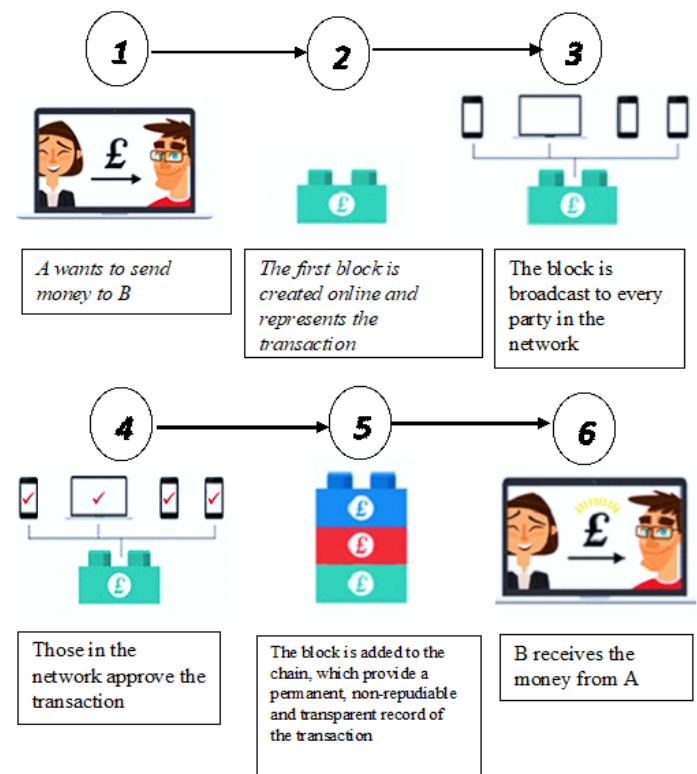 1
2
3
£
£
£
A wants to send
money to B
The first block is
created online and
represents the
transaction
The block is
broadcast to every
party in the
network
4
5
6
£
£
£
£
£
Those in the
network approve the
transaction
The block is added to the
chain, which provide a
permanent, non-repudiable
and transparent record of
the transaction
B receives the
money from A